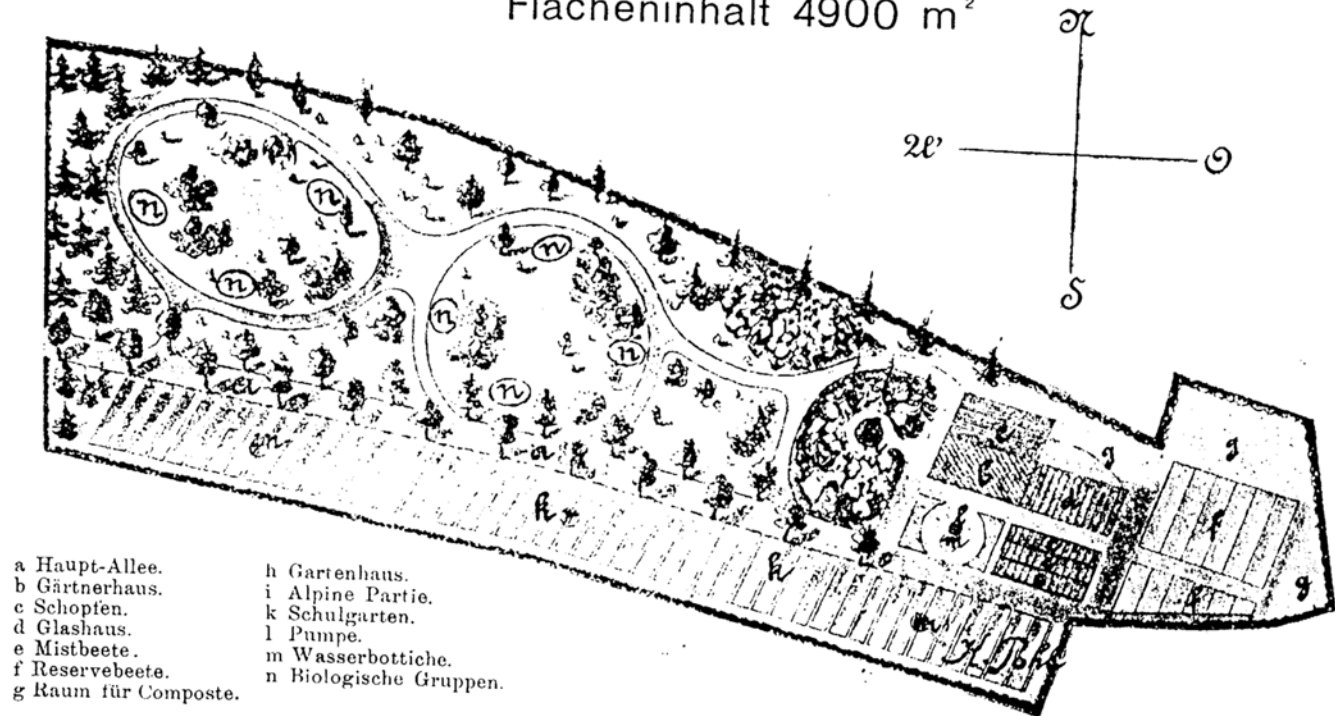 Flächeninhalt 4900 m²
N
W
O
S
n
n
n
n
n
n
n
a
m
a
k
k
m
l
m
c
d
e
g
f
f
g
g
a Haupt-Allee.
b Gärtnerhaus.
c Schopfen.
d Glashaus.
e Mistbeete.
f Reservebeete.
g Raum für Composte.
h Gartenhaus.
i Alpine Partie.
k Schulgarten.
l Pumpe.
m Wasserbottiche.
n Biologische Gruppen.